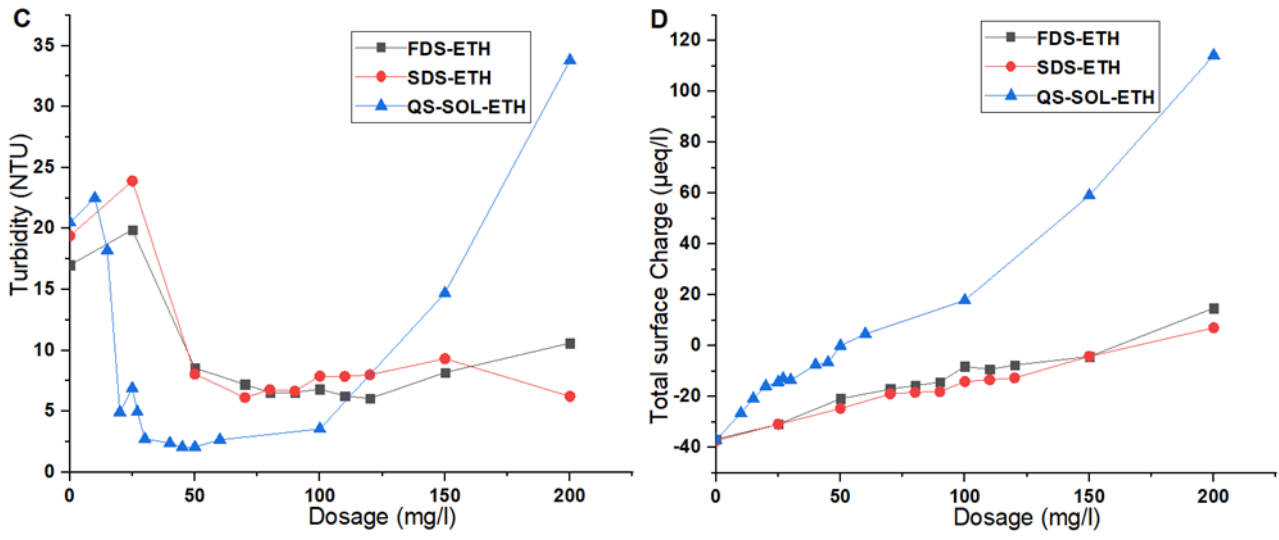 C
FDS-ETH
SDS-ETH
QS-SOL-ETH
Turbidity (NTU)
35
30
25
20
15
10
5
0
0 50 100 150 200
Dosage (mg/l)
D
FDS-ETH
SDS-ETH
QS-SOL-ETH
Total surface Charge (µeq/l)
120
100
80
60
40
20
0
-20
-40
0 50 100 150 200
Dosage (mg/l)